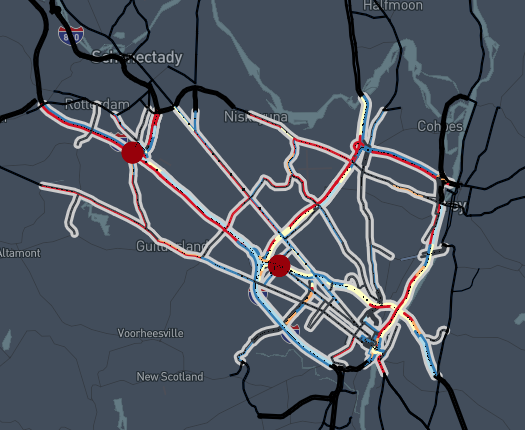 Halfmoon
Schenectady
Rotterdam
Niskayuna
Cohoes
Guilderland
Altamont
Voorheesville
New Scotland